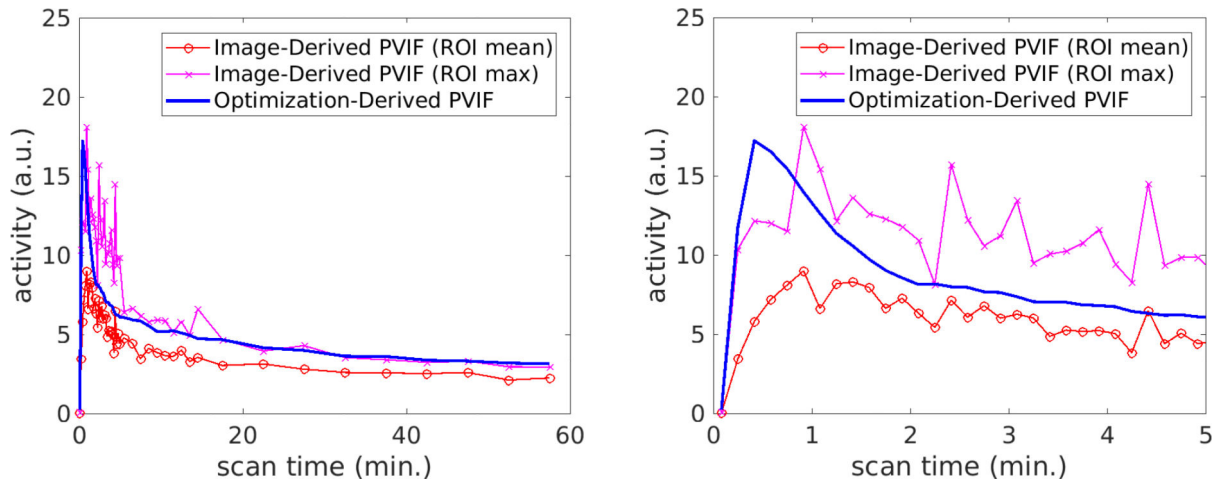 25
20
15
10
5
0
activity (a.u.)
0
20
40
60
scan time (min.)
Image-Derived PVIF (ROI mean)
Image-Derived PVIF (ROI max)
Optimization-Derived PVIF
25
20
15
10
5
0
activity (a.u.)
0
1
2
3
4
5
scan time (min.)
Image-Derived PVIF (ROI mean)
Image-Derived PVIF (ROI max)
Optimization-Derived PVIF